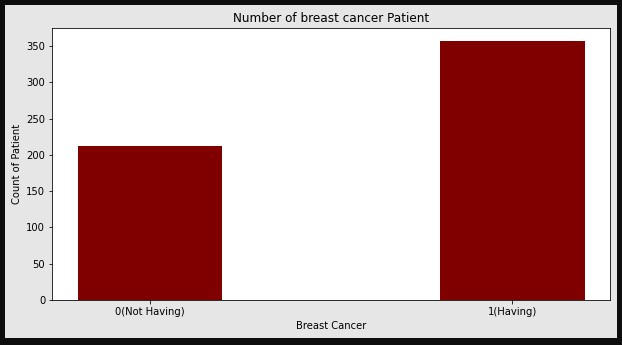 Number of breast cancer Patient
Count of Patient
350
300
250
200
150
100
50
0
0(Not Having)
1(Having)
Breast Cancer